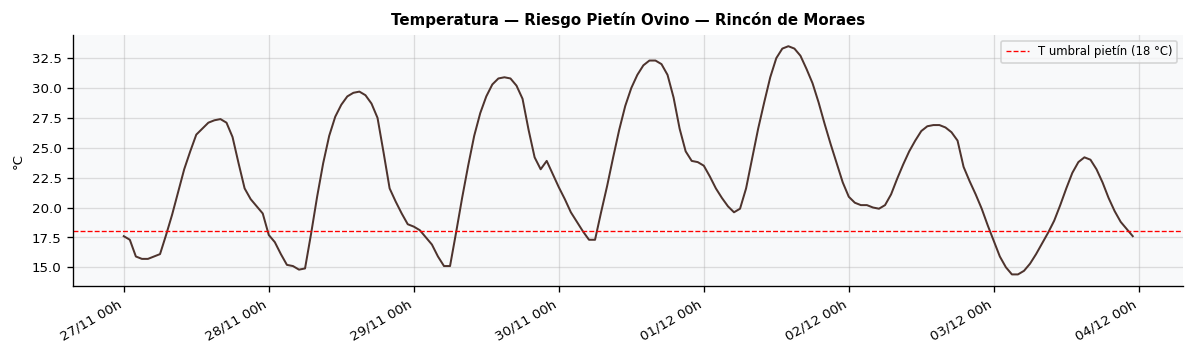 Temperatura — Riesgo Pietín Ovino — Rincón de Moraes
T umbral pietín (18 °C)
°C
32.5
30.0
27.5
25.0
22.5
20.0
17.5
15.0
27/11 00h
28/11 00h
29/11 00h
30/11 00h
01/12 00h
02/12 00h
03/12 00h
04/12 00h